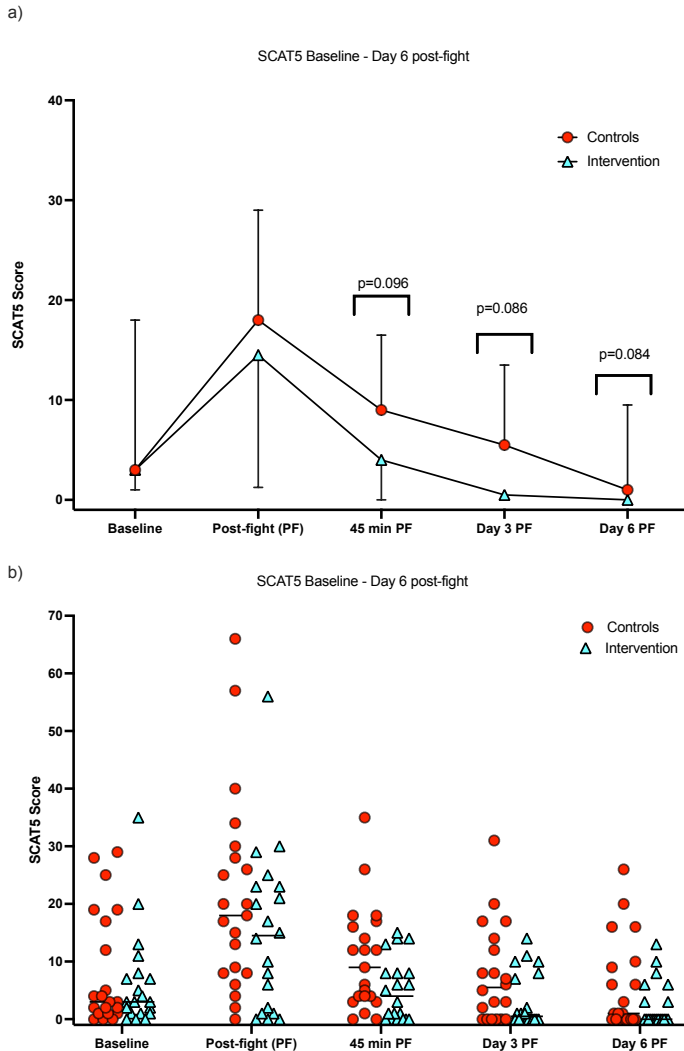 a)
SCAT5 Baseline - Day 6 post-fight
40
30
20
10
0
SCAT5 Score
Controls
Intervention
p=0.096
p=0.086
p=0.084
Baseline
Post-fight (PF)
45 min PF
Day 3 PF
Day 6 PF
b)
SCAT5 Baseline - Day 6 post-fight
70
60
50
40
30
20
10
0
SCAT5 Score
Controls
Intervention
Baseline
Post-fight (PF)
45 min PF
Day 3 PF
Day 6 PF